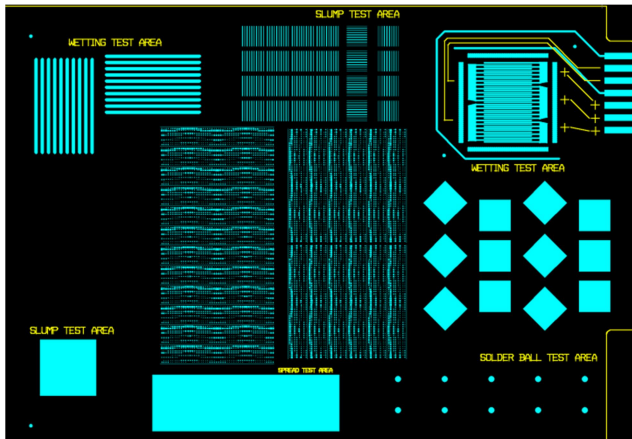 SLUMP TEST AREA
WETTING TEST AREA
WETTING TEST AREA
SLUMP TEST AREA
SOLDER BALL TEST AREA
SPREAD TEST AREA